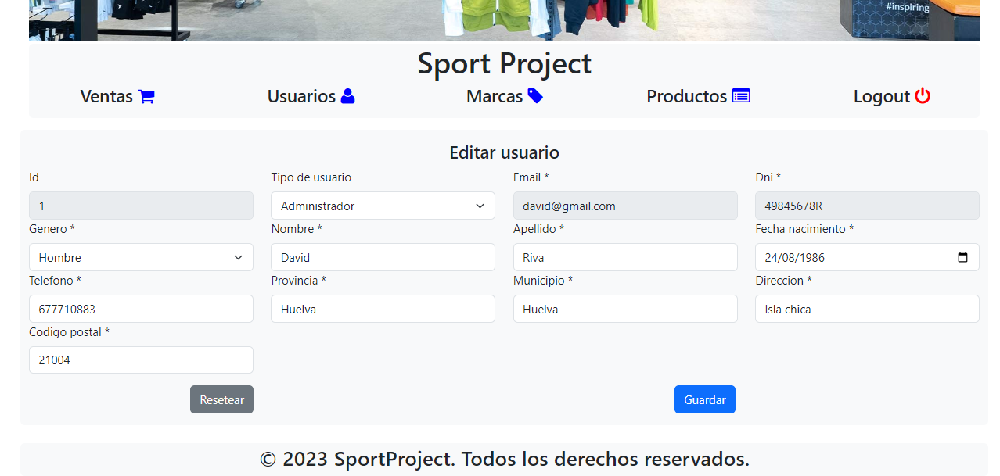 #inspiring
Sport Project
Ventas Usuarios Marcas Productos Logout
Editar usuario
Id Tipo de usuario Email * Dni *
1 Administrador david@gmail.com 49845678R
Genero * Nombre * Apellido * Fecha nacimiento *
Hombre David Riva 24/08/1986
Telefono * Provincia * Municipio * Direccion *
677710883 Huelva Huelva Isla chica
Codigo postal *
21004
Resetear Guardar
© 2023 SportProject. Todos los derechos reservados.